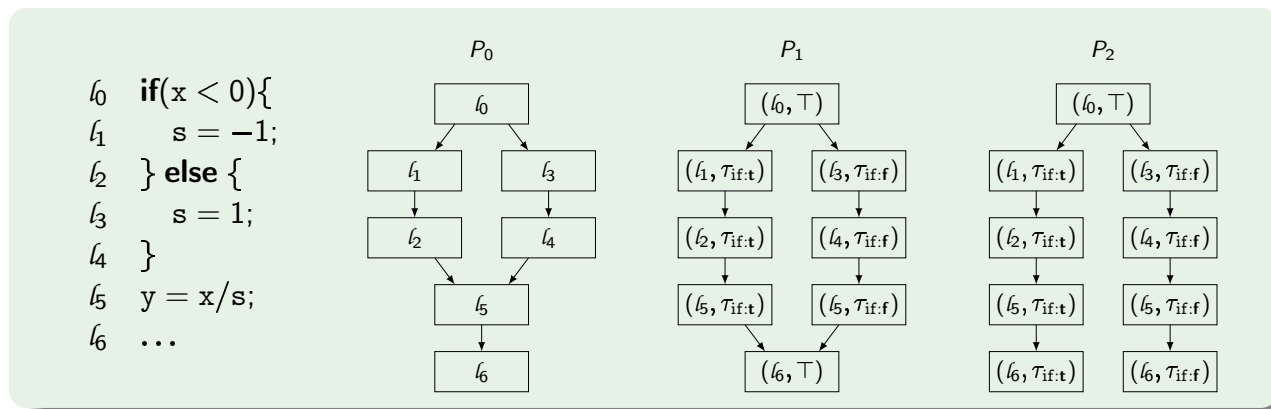 l₀ if(x < 0){
l₁ s = −1;
l₂ } else {
l₃ s = 1;
l₄ }
l₅ y = x/s;
l₆ ...
P₀
l₀
l₁ l₃
l₂ l₄
l₅
l₆
P₁
(l₀, ⊤)
(l₁, τif:t) (l₃, τif:f)
(l₂, τif:t) (l₄, τif:f)
(l₅, τif:t) (l₅, τif:f)
(l₆, ⊤)
P₂
(l₀, ⊤)
(l₁, τif:t) (l₃, τif:f)
(l₂, τif:t) (l₄, τif:f)
(l₅, τif:t) (l₅, τif:f)
(l₆, τif:t) (l₆, τif:f)